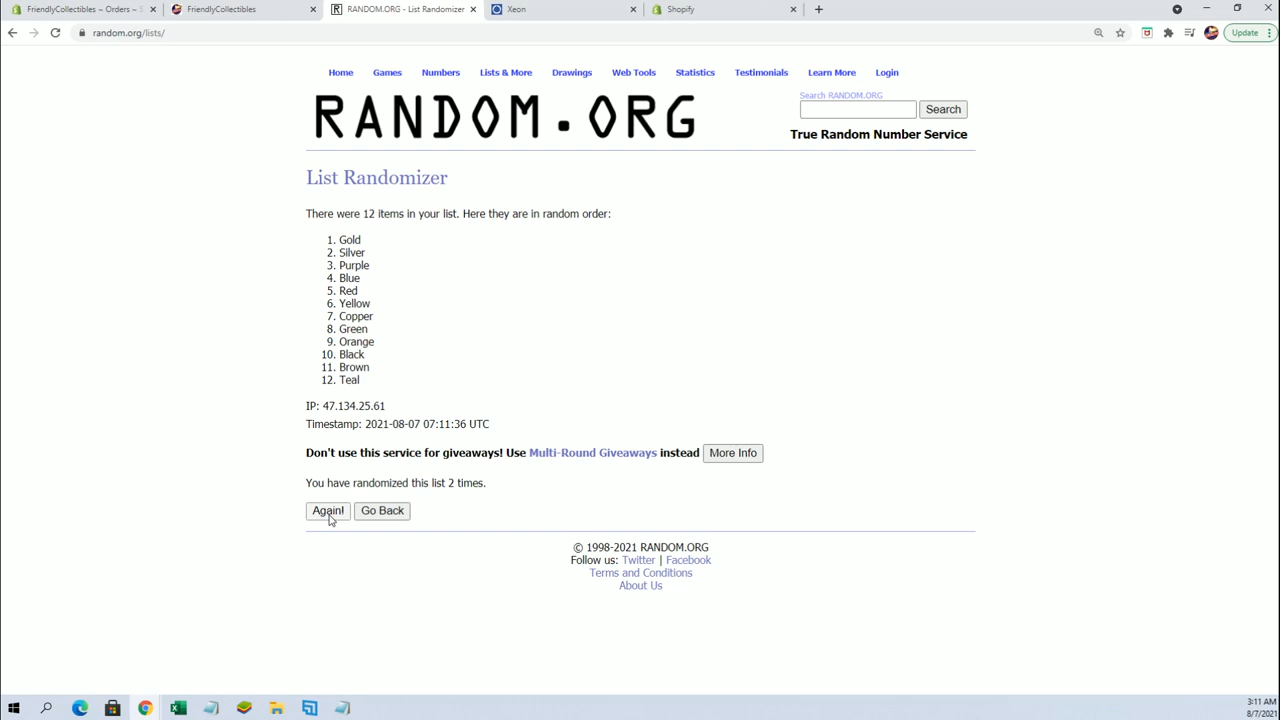 FriendlyCollectibles ~ Orders ~ S
FriendlyCollectibles
RANDOM.ORG - List Randomizer
Xeon
Shopify
random.org/lists/
Update
Home Games Numbers Lists & More Drawings Web Tools Statistics Testimonials Learn More Login
RANDOM.ORG
Search RANDOM.ORG
Search
True Random Number Service
List Randomizer
There were 12 items in your list. Here they are in random order:
1. Gold
2. Silver
3. Purple
4. Blue
5. Red
6. Yellow
7. Copper
8. Green
9. Orange
10. Black
11. Brown
12. Teal
IP: 47.134.25.61
Timestamp: 2021-08-07 07:11:36 UTC
Don't use this service for giveaways! Use Multi-Round Giveaways instead More Info
You have randomized this list 2 times.
Again! Go Back
© 1998-2021 RANDOM.ORG
Follow us: Twitter | Facebook
Terms and Conditions
About Us
3:11 AM
8/7/2021